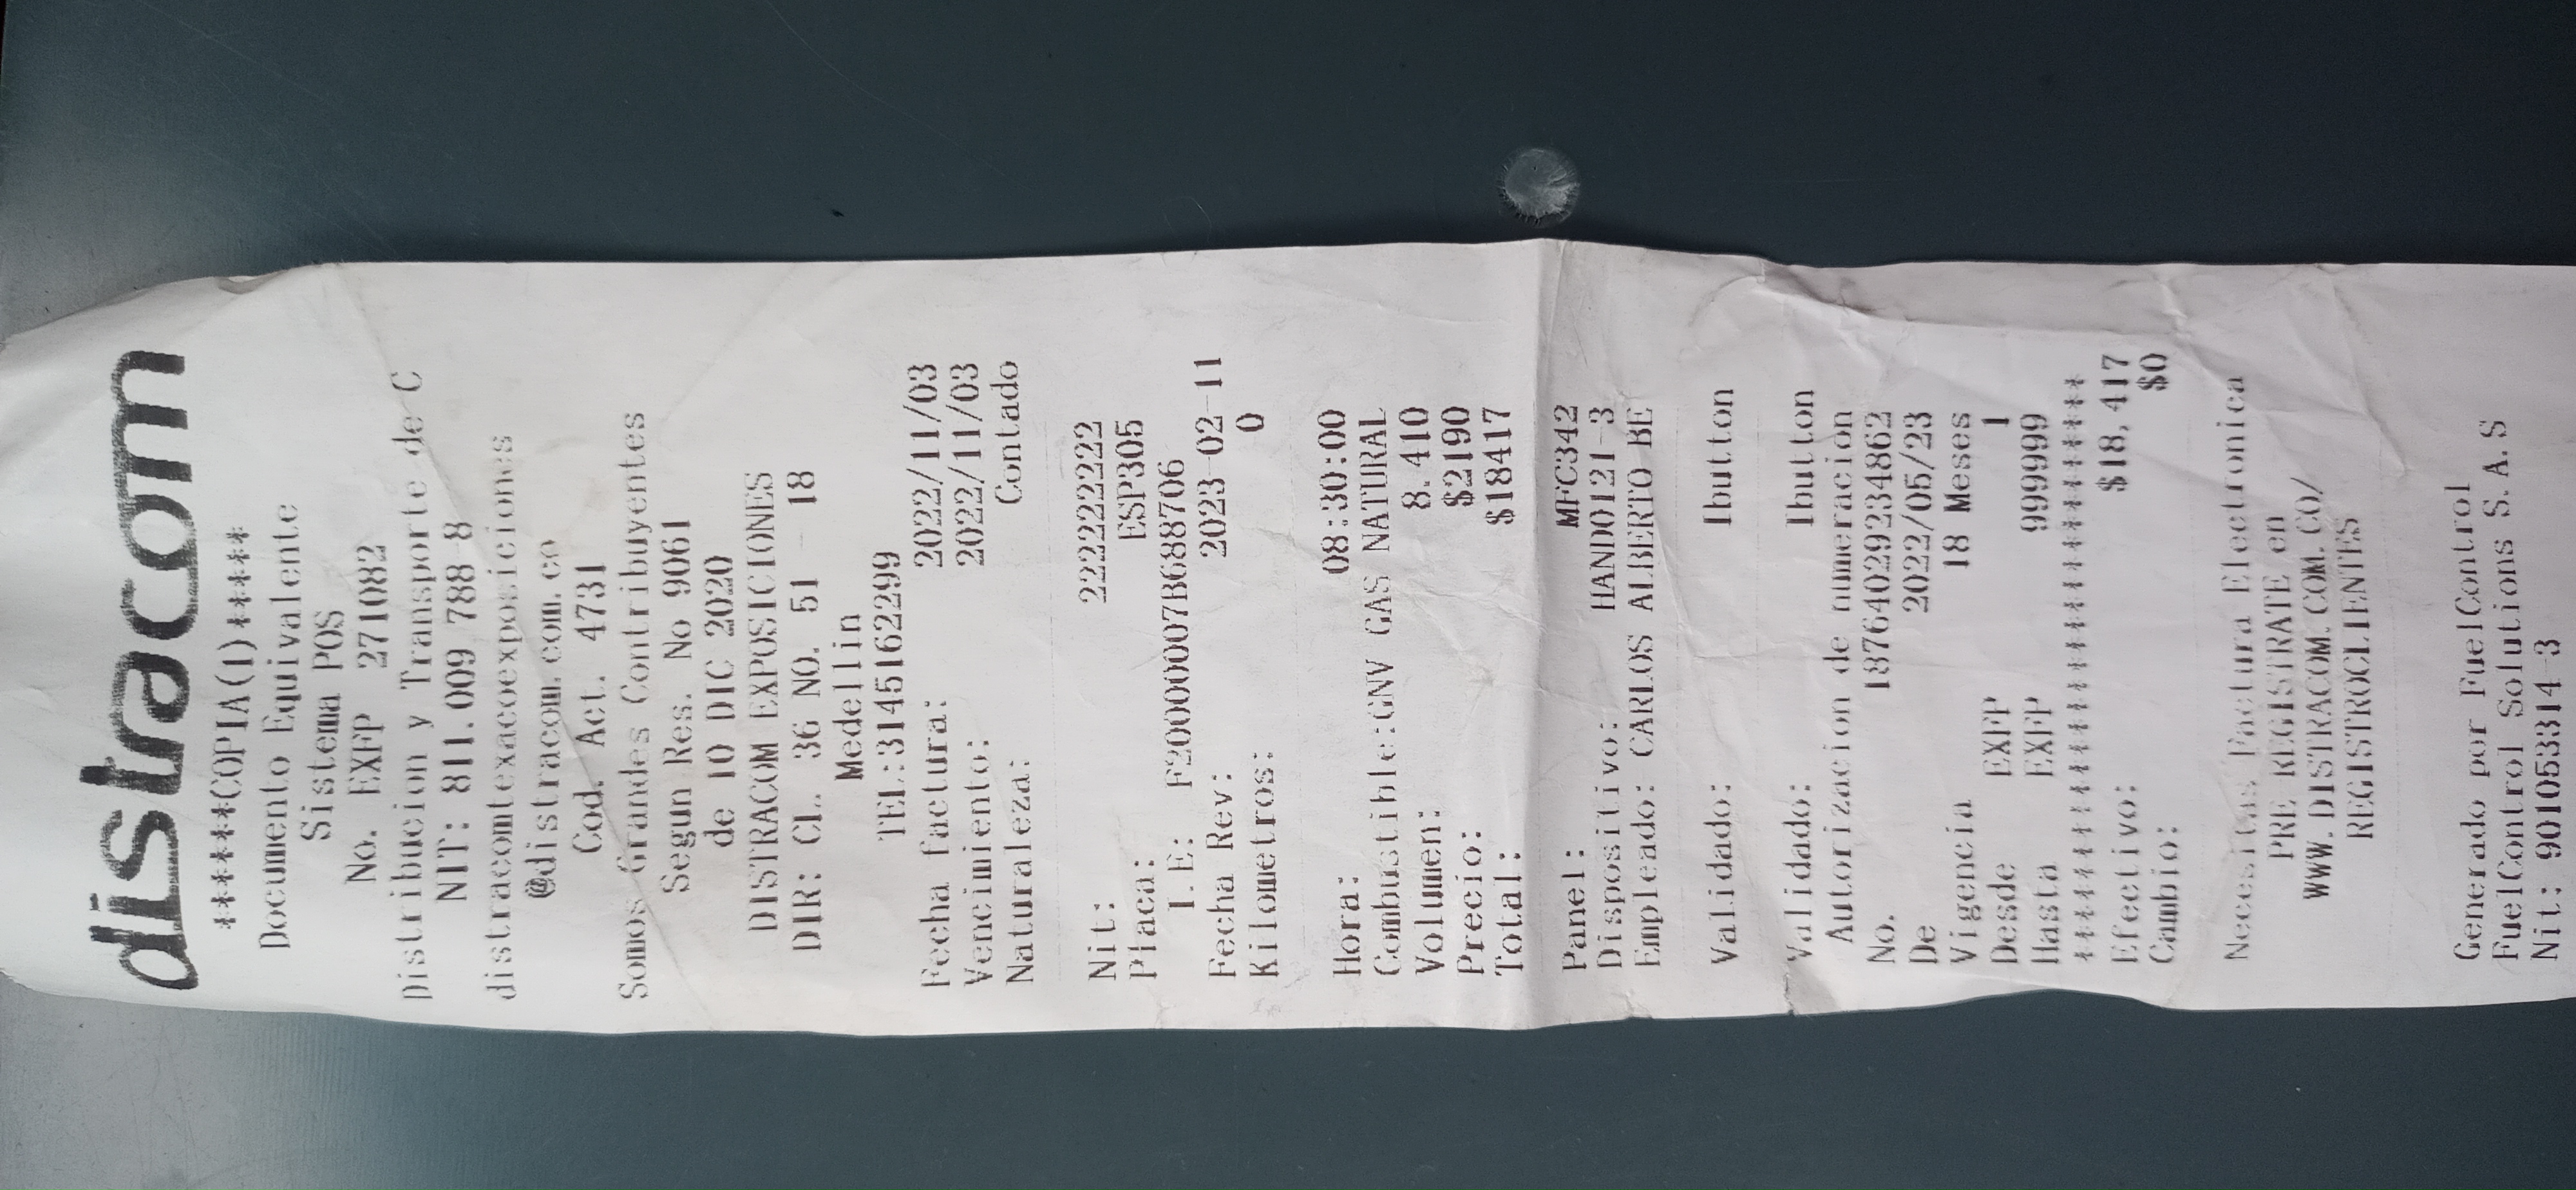 distracom
*****COPIA(1)*****
Documento Equivalente
Sistema POS
No. EXFP 271082
Distribucion y Transporte de C
NIT: 811.009.788-8
distracomtexacoexposiciones
@distracom.com.co
Cod. Act. 4731
Somos Grandes Contribuyentes
Segun Res. No 9061
de 10 DIC 2020
DISTRACOM EXPOSICIONES
DIR: CL. 36 NO. 51 - 18
Medellin
TEL:3145162299
Fecha factura: 2022/11/03
Vencimiento: 2022/11/03
Naturaleza: Contado
Nit: 222222222222
Placa: ESP305
I.E: F2000007B6887O6
Fecha Rev: 2023-02-11
Kilometros: 0
Hora: 08:30:00
Combustible:GNV GAS NATURAL
Volumen: 8.410
Precio: $2190
Total: $18417
Panel: MFC342
Dispositivo: HAND0121-3
Empleado: CARLOS ALBERTO BE
Validado: Ibutton
Validado: Ibutton
Autorizacion de numeracion
No. 18764029234862
De 2022/05/23
Vigencia 18 Meses
Desde EXFP 1
Hasta EXFP 999999
******************************
Efectivo: $18,417
Cambio: $0
Necesitas Factura Electronica
PRE REGISTRATE en
WWW.DISTRACOM.COM.CO/
REGISTROCLIENTES
Generado por FuelControl
FuelControl Solutions S.A.S
Nit: 901053314-3